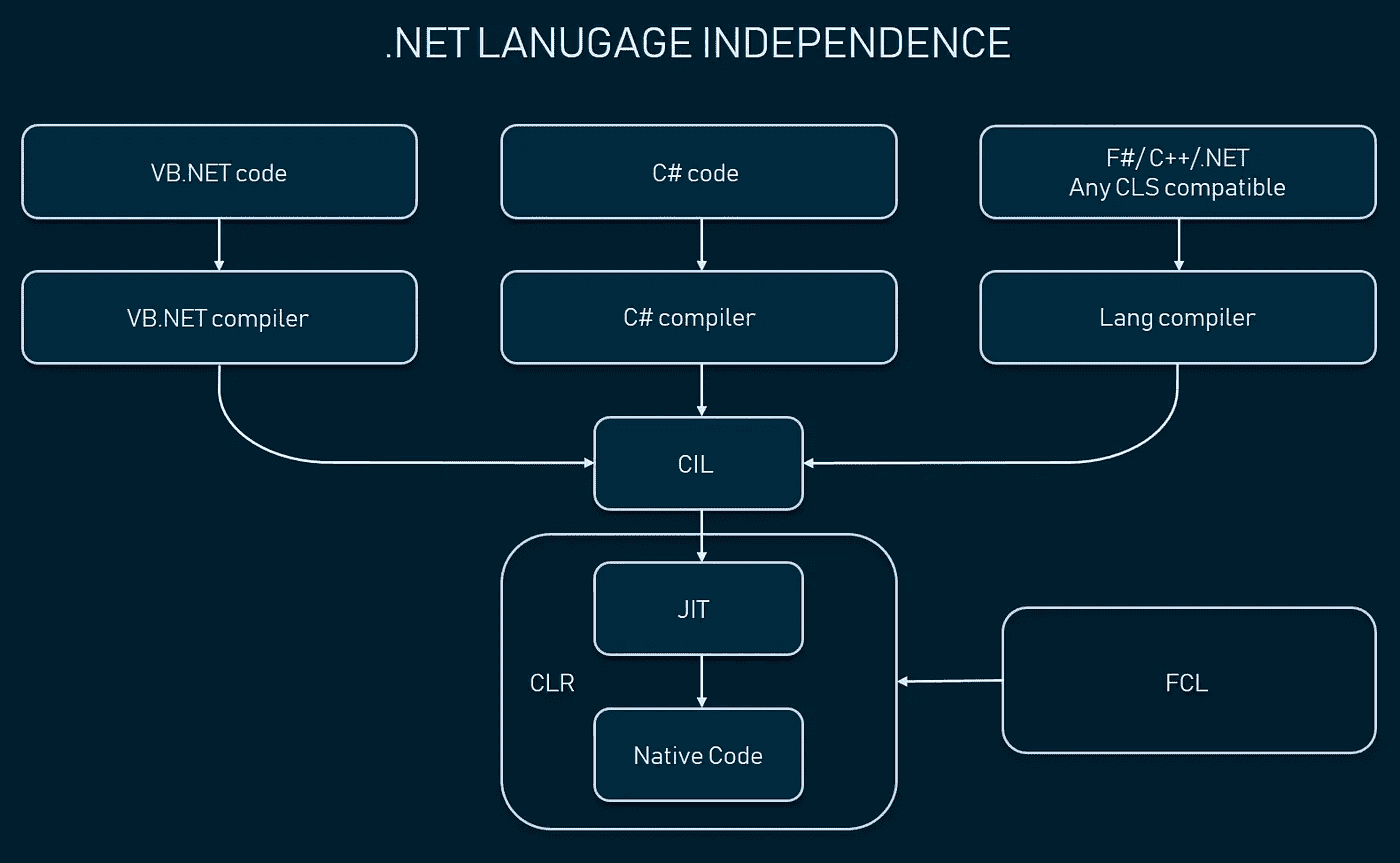 .NET LANUGAGE INDEPENDENCE
VB.NET code
C# code
F#/ C++/.NET
Any CLS compatible
VB.NET compiler
C# compiler
Lang compiler
CIL
JIT
CLR
FCL
Native Code